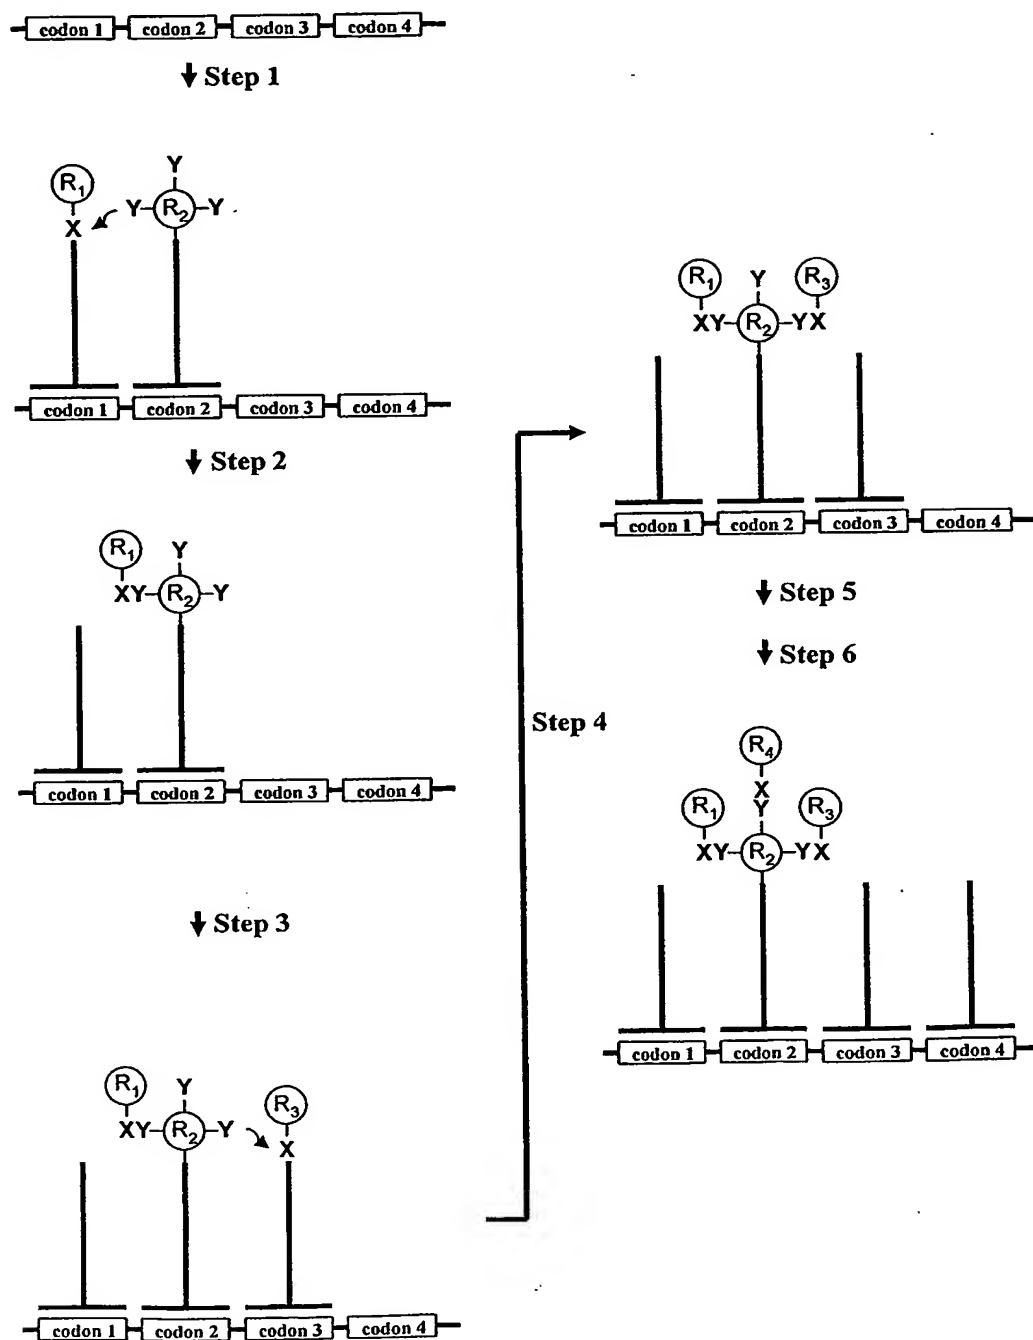 codon 1 codon 2 codon 3 codon 4
Step 1
R1 X Y Y R2 Y
codon 1 codon 2 codon 3 codon 4
Step 2
R1 Y
XY R2 Y
codon 1 codon 2 codon 3 codon 4
Step 3
R1 Y R3
XY R2 Y X
codon 1 codon 2 codon 3 codon 4
Step 4
R1 Y R3
XY R2 YX
codon 1 codon 2 codon 3 codon 4
Step 5
Step 6
R4
X
R1 Y R3
XY R2 YX
codon 1 codon 2 codon 3 codon 4